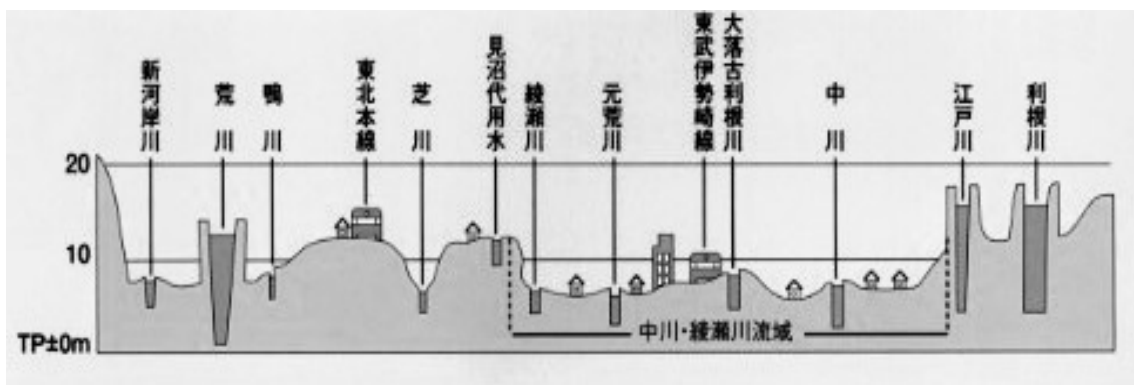 新河岸川
荒川
鴨川
東北本線
芝川
見沼代用水
綾瀬川
元荒川
東武伊勢崎線
大落古利根川
中川
江戸川
利根川
20
10
TP±0m
中川・綾瀬川流域